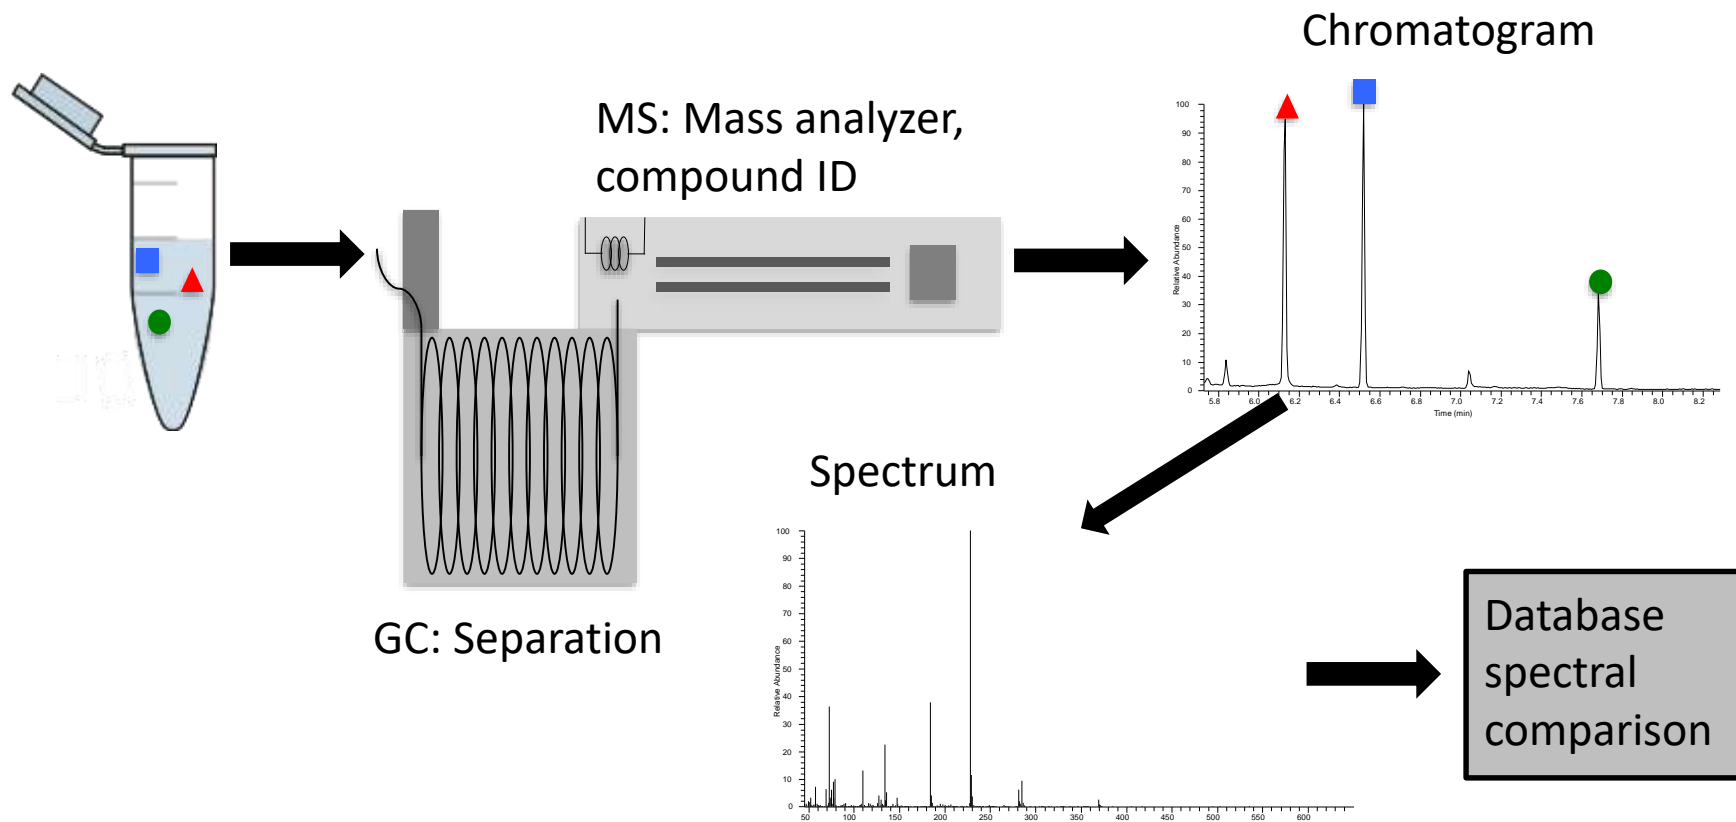 Chromatogram
MS: Mass analyzer,
compound ID
100
90
80
70
60
50
40
30
20
10
0
Relative Abundance
5.8 6.0 6.2 6.4 6.6 6.8 7.0 7.2 7.4 7.6 7.8 8.0 8.2
Time (min)
Spectrum
GC: Separation
100
90
80
70
60
50
40
30
20
10
0
Relative Abundance
50 100 150 200 250 300 350 400 450 500 550 600
Database
spectral
comparison